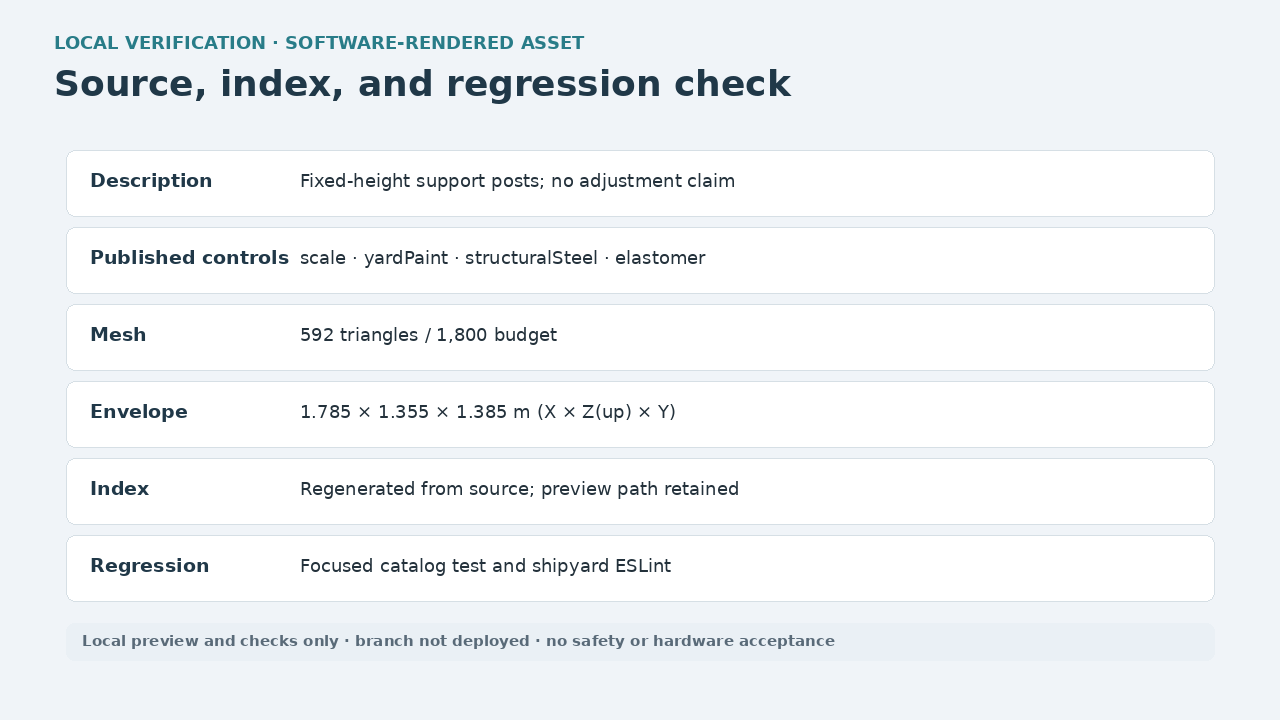 LOCAL VERIFICATION · SOFTWARE-RENDERED ASSET
Source, index, and regression check
Description Fixed-height support posts; no adjustment claim
Published controls scale · yardPaint · structuralSteel · elastomer
Mesh 592 triangles / 1,800 budget
Envelope 1.785 × 1.355 × 1.385 m (X × Z(up) × Y)
Index Regenerated from source; preview path retained
Regression Focused catalog test and shipyard ESLint
Local preview and checks only · branch not deployed · no safety or hardware acceptance